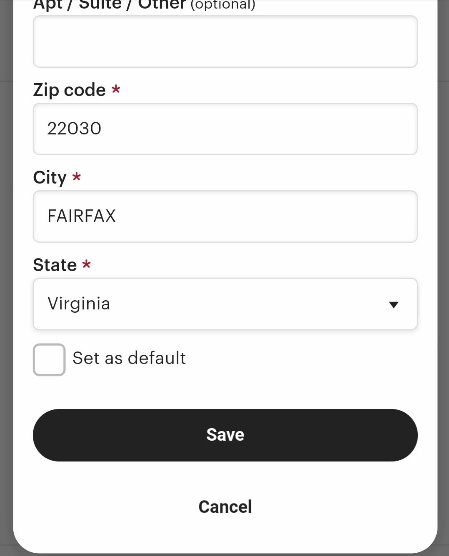 Apt / Suite / Other (optional)
Zip code *
22030
City *
FAIRFAX
State *
Virginia
Set as default
Save
Cancel